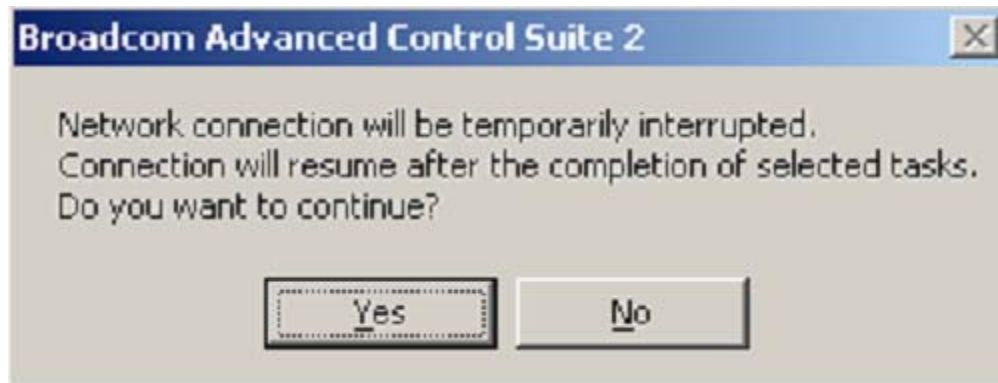 Broadcom Advanced Control Suite 2
Network connection will be temporarily interrupted.
Connection will resume after the completion of selected tasks.
Do you want to continue?
Yes No